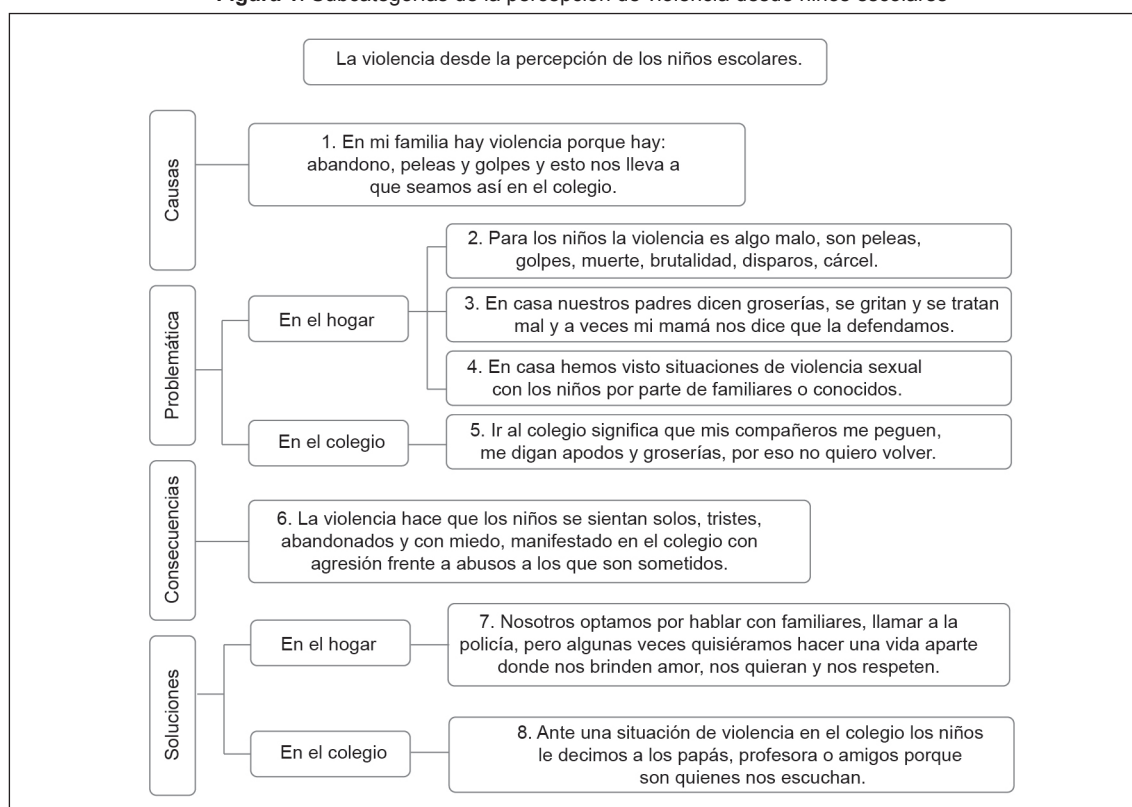 Figura 1. Subcategorías de la percepción de violencia desde niños escolares
La violencia desde la percepción de los niños escolares.
Causas
1. En mi familia hay violencia porque hay:
abandono, peleas y golpes y esto nos lleva a
que seamos así en el colegio.
Problemática
En el hogar
2. Para los niños la violencia es algo malo, son peleas,
golpes, muerte, brutalidad, disparos, cárcel.
3. En casa nuestros padres dicen groserías, se gritan y se tratan
mal y a veces mi mamá nos dice que la defendamos.
4. En casa hemos visto situaciones de violencia sexual
con los niños por parte de familiares o conocidos.
En el colegio
5. Ir al colegio significa que mis compañeros me peguen,
me digan apodos y groserías, por eso no quiero volver.
Consecuencias
6. La violencia hace que los niños se sientan solos, tristes,
abandonados y con miedo, manifestado en el colegio con
agresión frente a abusos a los que son sometidos.
Soluciones
En el hogar
7. Nosotros optamos por hablar con familiares, llamar a la
policía, pero algunas veces quisiéramos hacer una vida aparte
donde nos brinden amor, nos quieran y nos respeten.
En el colegio
8. Ante una situación de violencia en el colegio los niños
le decimos a los papás, profesora o amigos porque
son quienes nos escuchan.